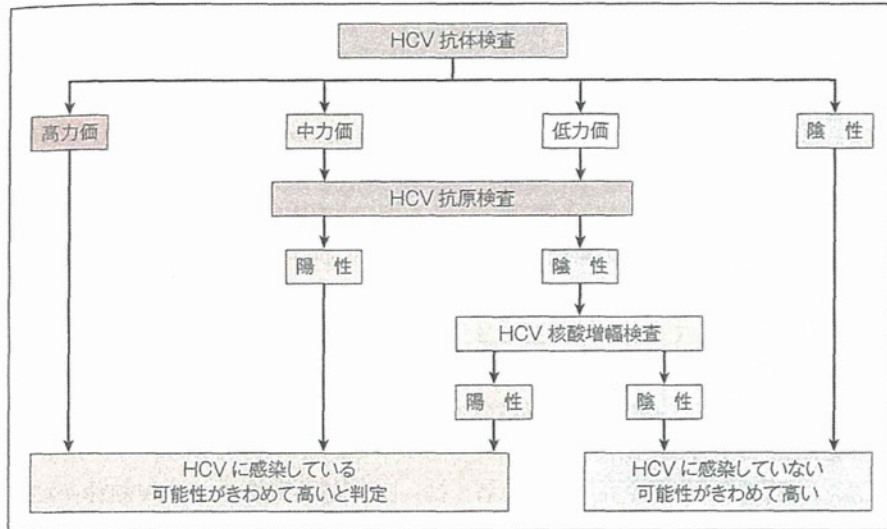 HCV 抗体検査
高力価
中力価
低力価
陰 性
HCV 抗原検査
陽 性
陰 性
HCV 核酸増幅検査
陽 性
陰 性
HCV に感染している
可能性がきわめて高いと判定
HCV に感染していない
可能性がきわめて高い